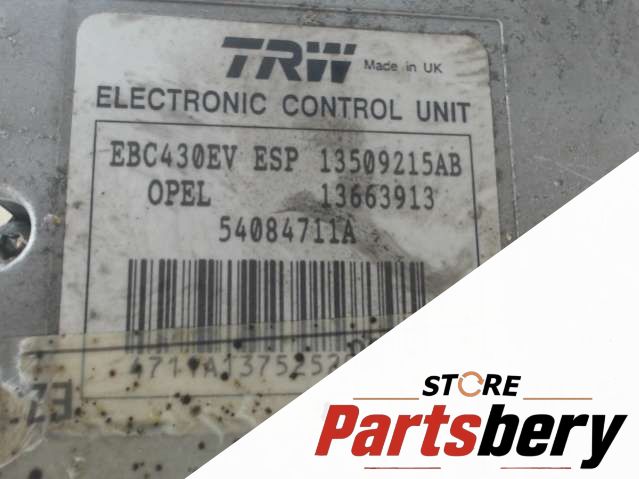 TRW Made in UK
ELECTRONIC CONTROL UNIT
EBC430EV ESP 13509215AB
OPEL 13663913
54084711A
STORE
Partsbery